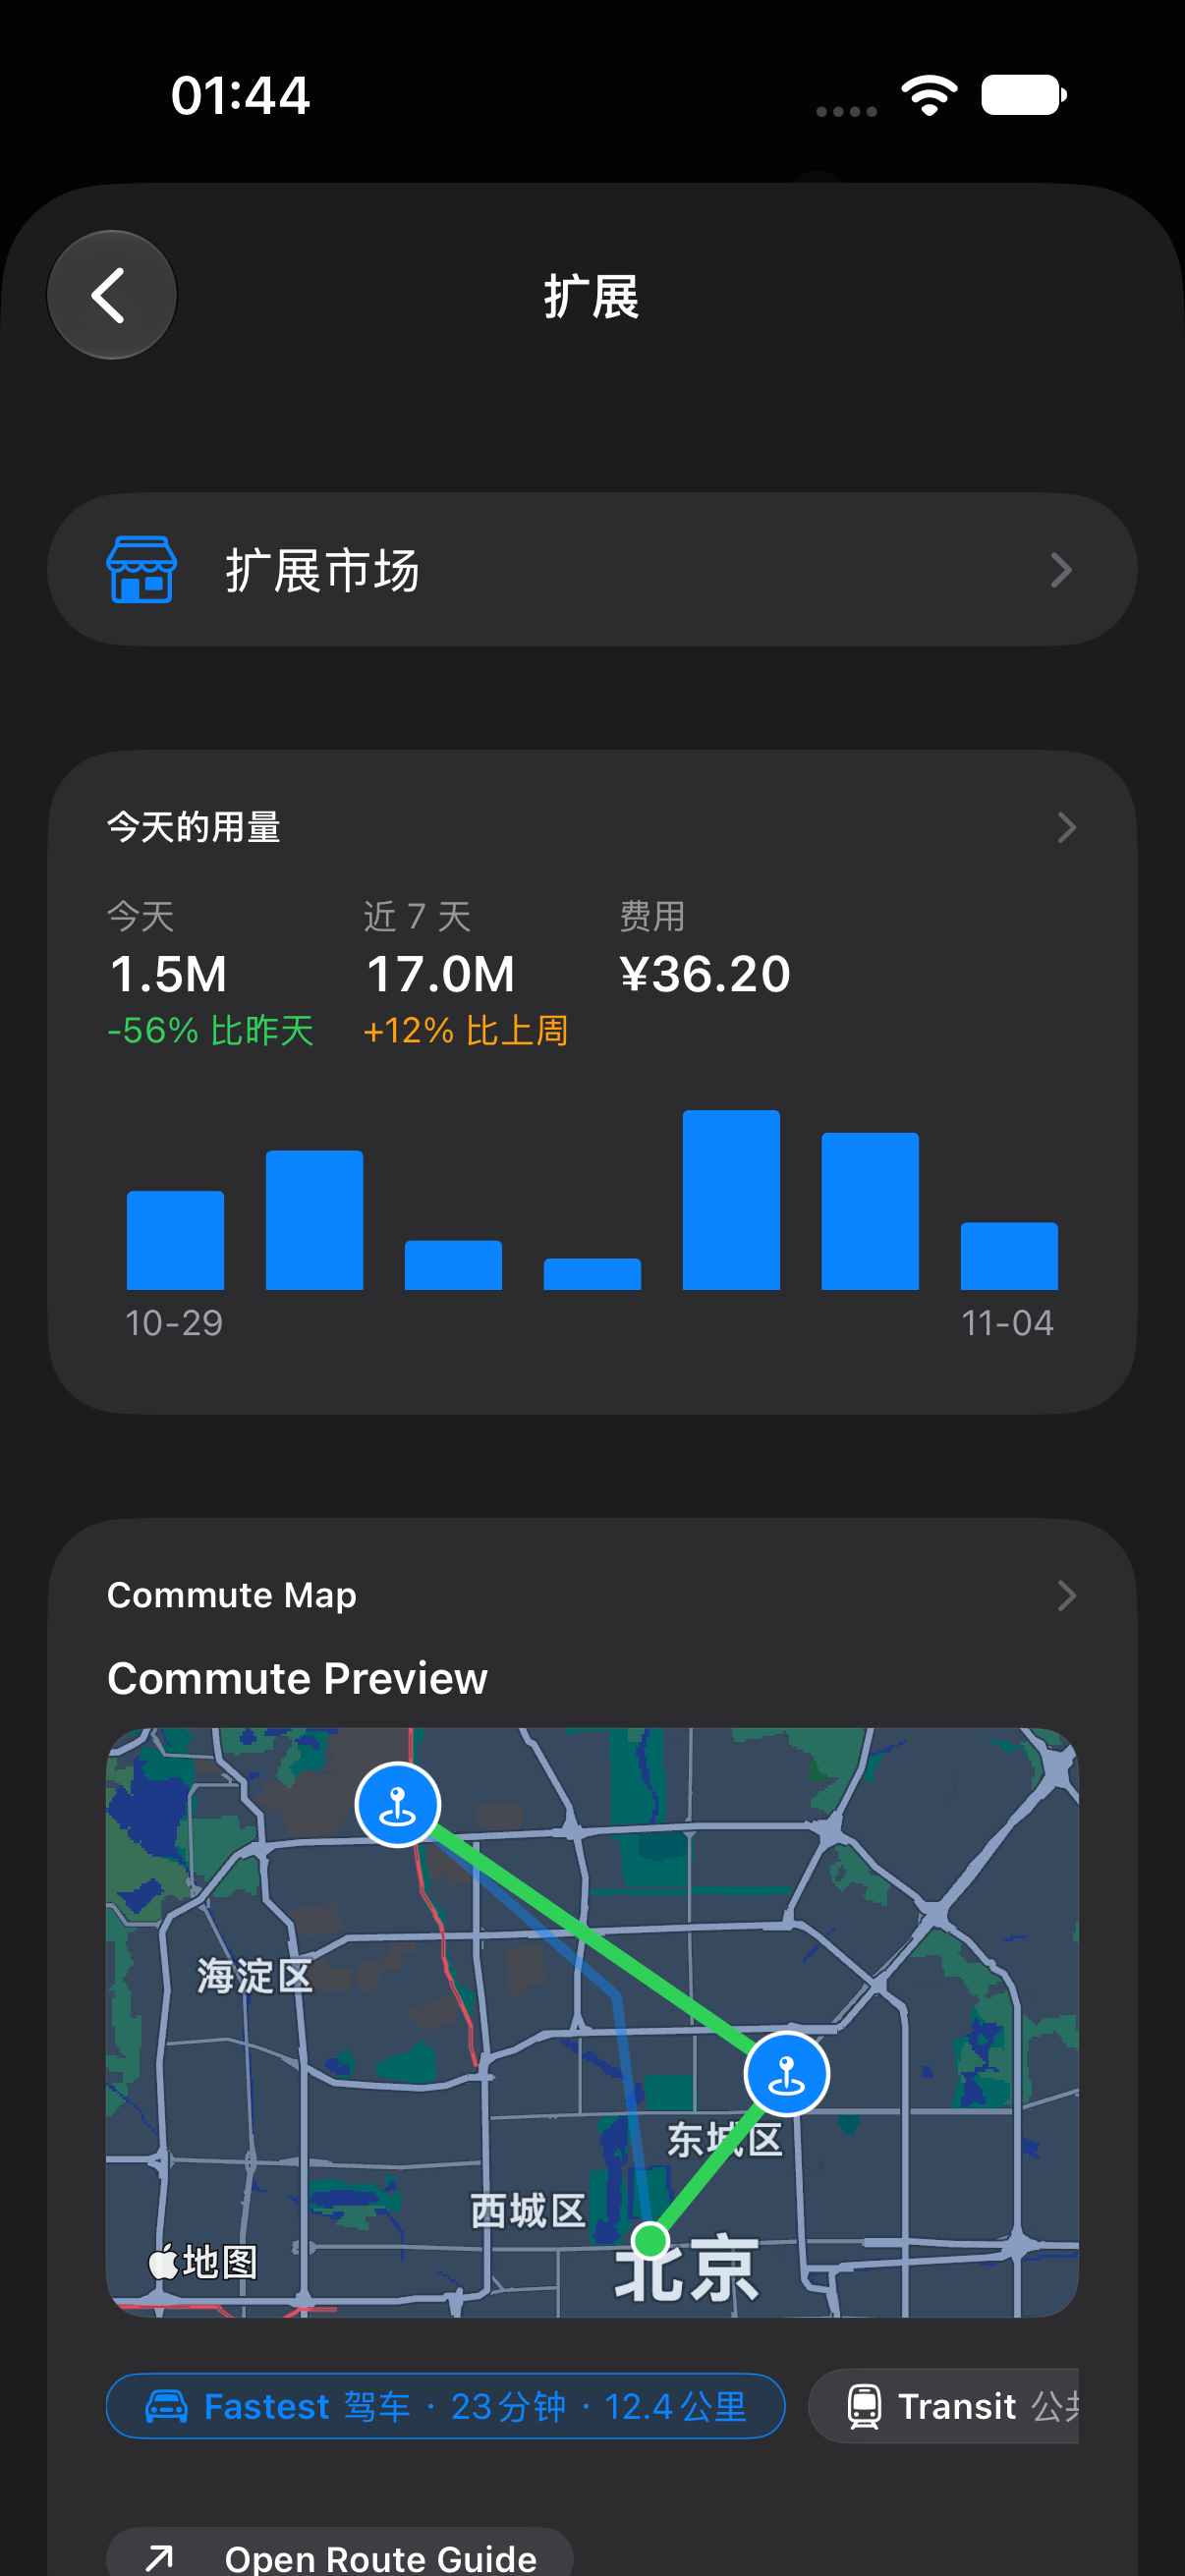 01:44
扩展
扩展市场
今天的用量
今天 近 7 天 费用
1.5M 17.0M ¥36.20
-56% 比昨天 +12% 比上周
10-29 11-04
Commute Map
Commute Preview
海淀区
东城区
西城区
北京
地图
Fastest 驾车 · 23分钟 · 12.4公里 Transit 公共
Open Route Guide